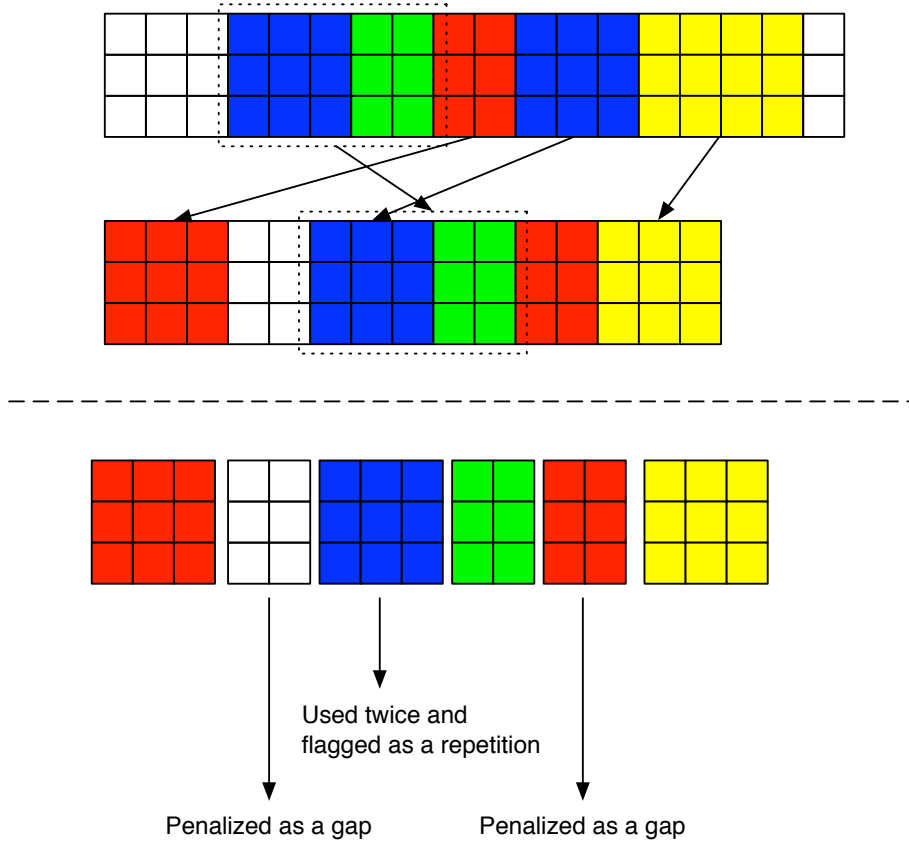 Used twice and
flagged as a repetition
Penalized as a gap
Penalized as a gap